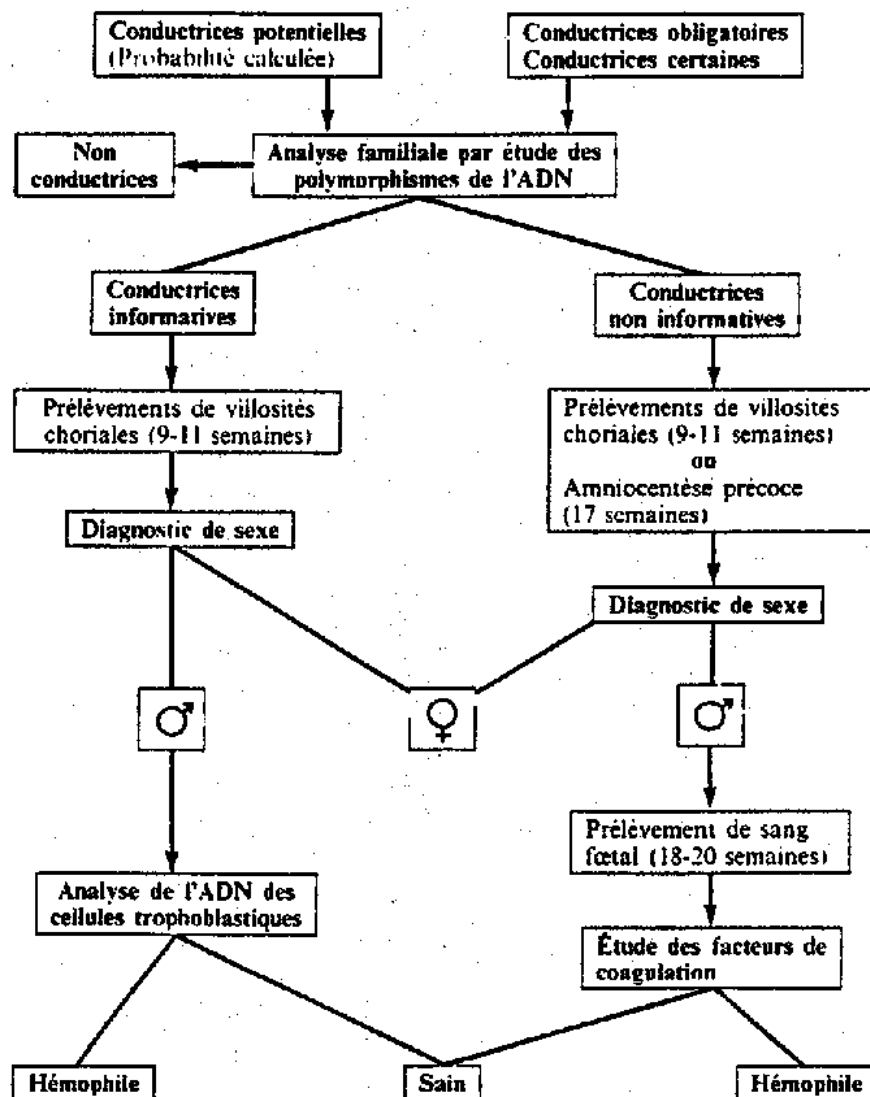 Conductrices potentielles
(Probabilité calculée)
Conductrices obligatoires
Conductrices certaines
Non
conductrices
Analyse familiale par étude des
polymorphismes de l'ADN
Conductrices
informatives
Conductrices
non informatives
Prélèvements de villosités
choriales (9-11 semaines)
Prélèvements de villosités
choriales (9-11 semaines)
ou
Amniocentèse précoce
(17 semaines)
Diagnostic de sexe
Diagnostic de sexe
♂
♀
♂
Prélèvement de sang
fœtal (18-20 semaines)
Analyse de l'ADN des
cellules trophoblastiques
Étude des facteurs de
coagulation
Hémophile
Sain
Hémophile